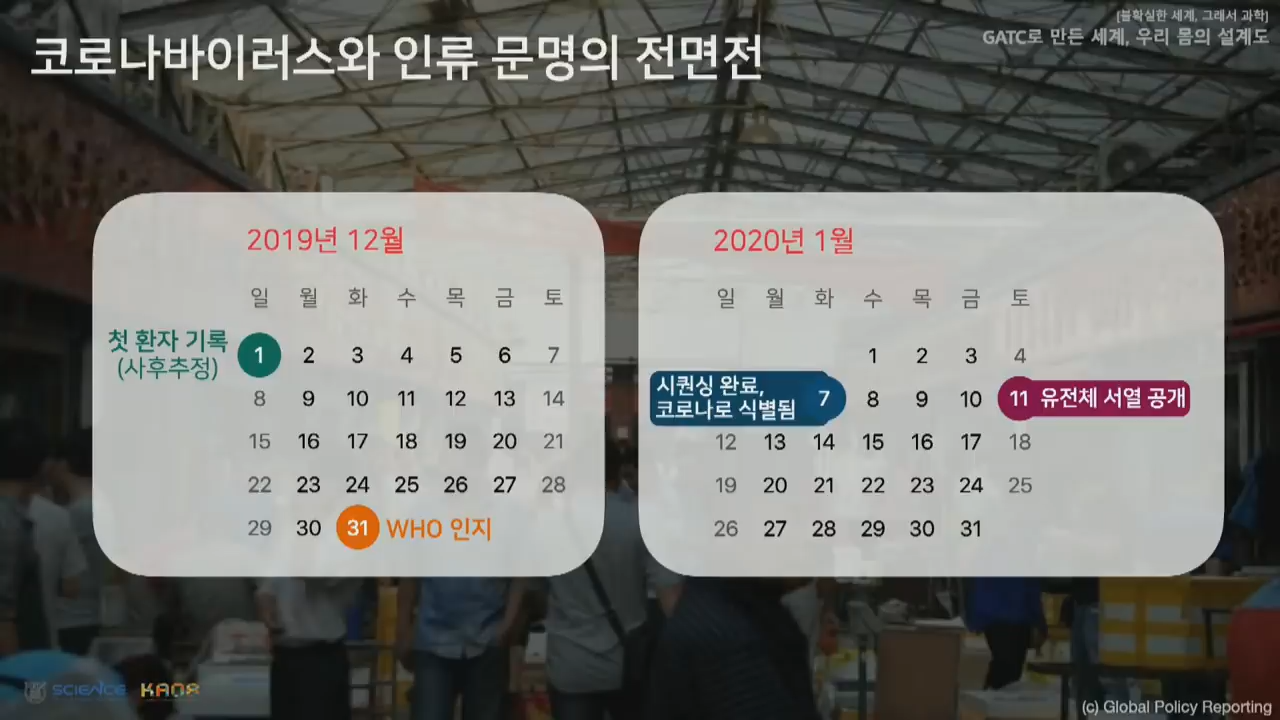 [불확실한 세계, 그래서 과학]
GATC로 만든 세계, 우리 몸의 설계도
코로나바이러스와 인류 문명의 전면전
2019년 12월
일 월 화 수 목 금 토
첫 환자 기록
(사후추정)
1 2 3 4 5 6 7
8 9 10 11 12 13 14
15 16 17 18 19 20 21
22 23 24 25 26 27 28
29 30 31 WHO 인지
2020년 1월
일 월 화 수 목 금 토
1 2 3 4
시퀀싱 완료,
코로나로 식별됨
7 8 9 10 11 유전체 서열 공개
12 13 14 15 16 17 18
19 20 21 22 23 24 25
26 27 28 29 30 31
SCIENCE KAOS
(c) Global Policy Reporting